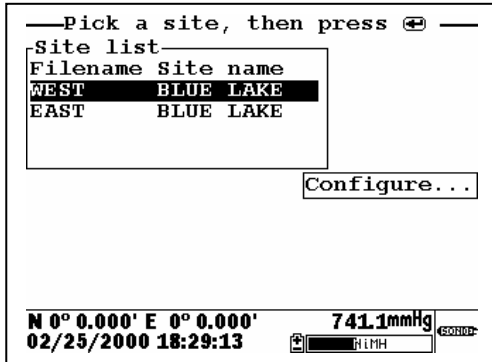 Pick a site, then press
Site list
Filename Site name
WEST BLUE LAKE
EAST BLUE LAKE
Configure...
N 0° 0.000' E 0° 0.000' 741.1mmHg
02/25/2000 18:29:13 NiMH SONDE